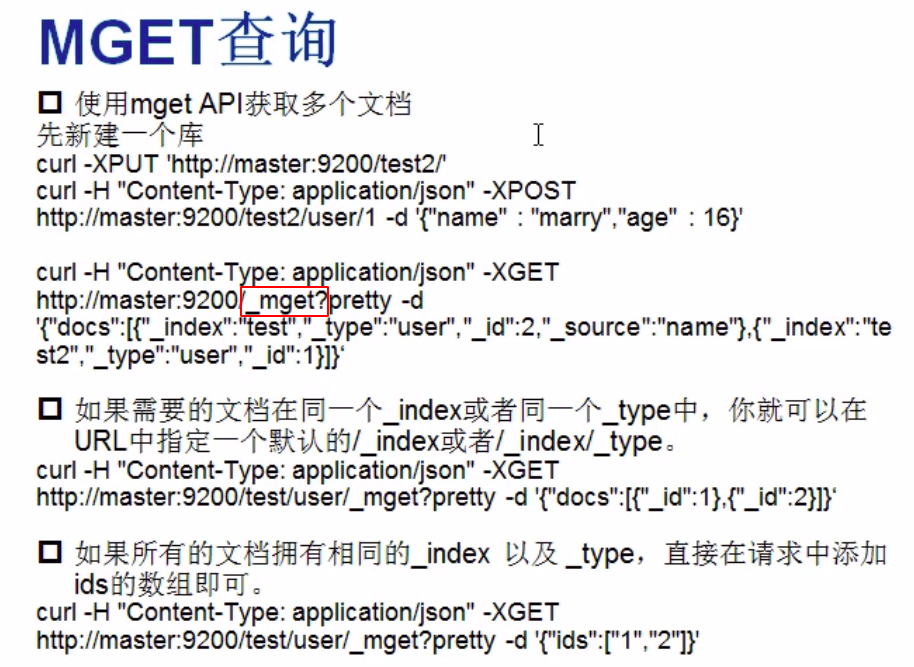 MGET查询
使用mget API获取多个文档
先新建一个库
curl -XPUT 'http://master:9200/test2/'
curl -H "Content-Type: application/json" -XPOST
http://master:9200/test2/user/1 -d '{"name" : "marry","age" : 16}'
curl -H "Content-Type: application/json" -XGET
http://master:9200/_mget?pretty -d
'{"docs":[{"_index":"test","_type":"user","_id":2,"_source":"name"},{"_index":"te
st2","_type":"user","_id":1}]}‘
如果需要的文档在同一个_index或者同一个_type中，你就可以在
URL中指定一个默认的/_index或者/_index/_type。
curl -H "Content-Type: application/json" -XGET
http://master:9200/test/user/_mget?pretty -d '{"docs":[{"_id":1},{"_id":2}]}‘
如果所有的文档拥有相同的_index 以及 _type，直接在请求中添加
ids的数组即可。
curl -H "Content-Type: application/json" -XGET
http://master:9200/test/user/_mget?pretty -d '{"ids":["1","2"]}'